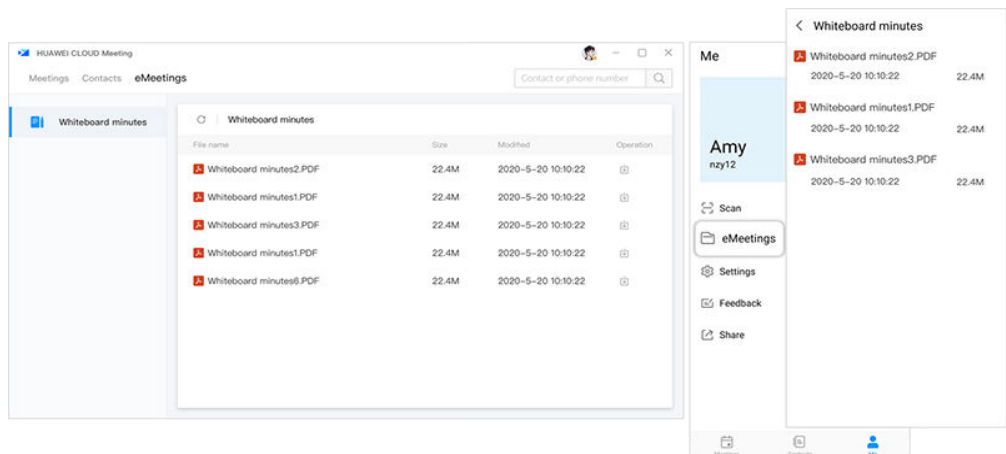 HUAWEI CLOUD Meeting
Meetings Contacts eMeetings
Contact or phone number
Whiteboard minutes
Whiteboard minutes
File name Size Modified Operation
Whiteboard minutes2.PDF 22.4M 2020-5-20 10:10:22
Whiteboard minutes1.PDF 22.4M 2020-5-20 10:10:22
Whiteboard minutes3.PDF 22.4M 2020-5-20 10:10:22
Whiteboard minutes1.PDF 22.4M 2020-5-20 10:10:22
Whiteboard minutes6.PDF 22.4M 2020-5-20 10:10:22
Me
Amy
nzy12
Scan
eMeetings
Settings
Feedback
Share
Whiteboard minutes
Whiteboard minutes2.PDF
2020-5-20 10:10:22 22.4M
Whiteboard minutes1.PDF
2020-5-20 10:10:22 22.4M
Whiteboard minutes3.PDF
2020-5-20 10:10:22 22.4M